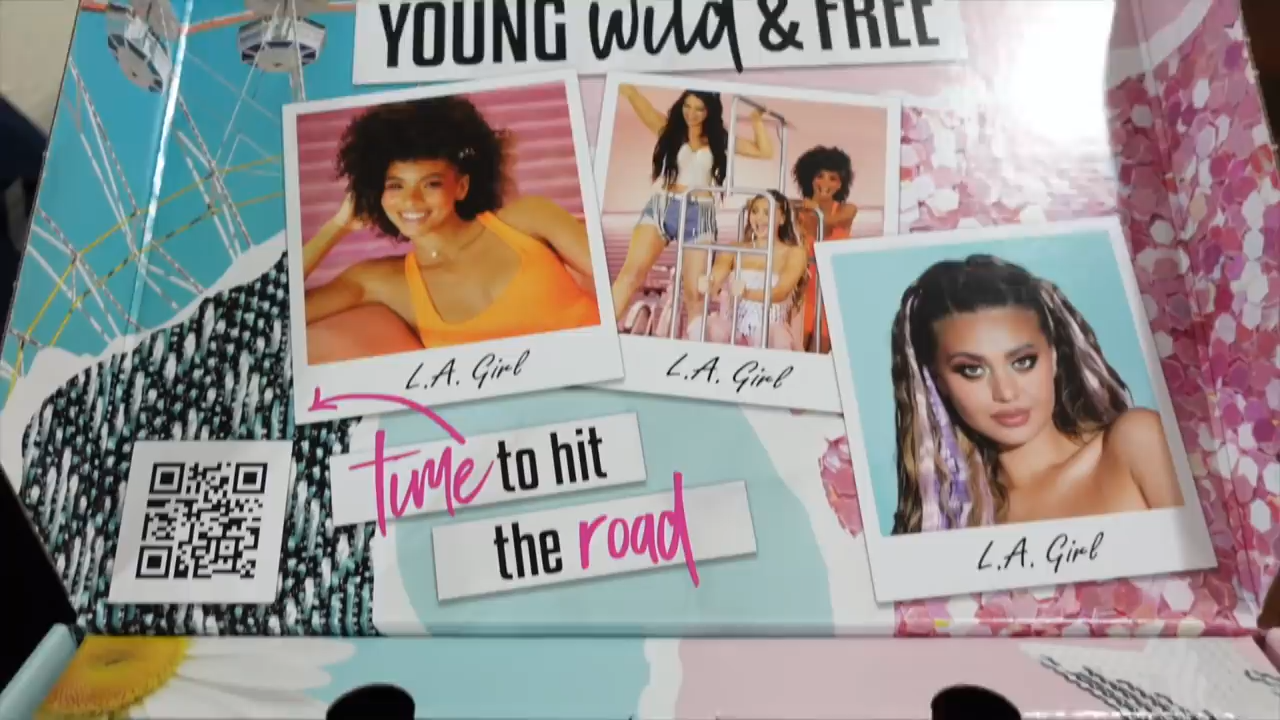 YOUNG wild & FREE
L.A. Girl
L.A. Girl
L.A. Girl
time to hit
the road